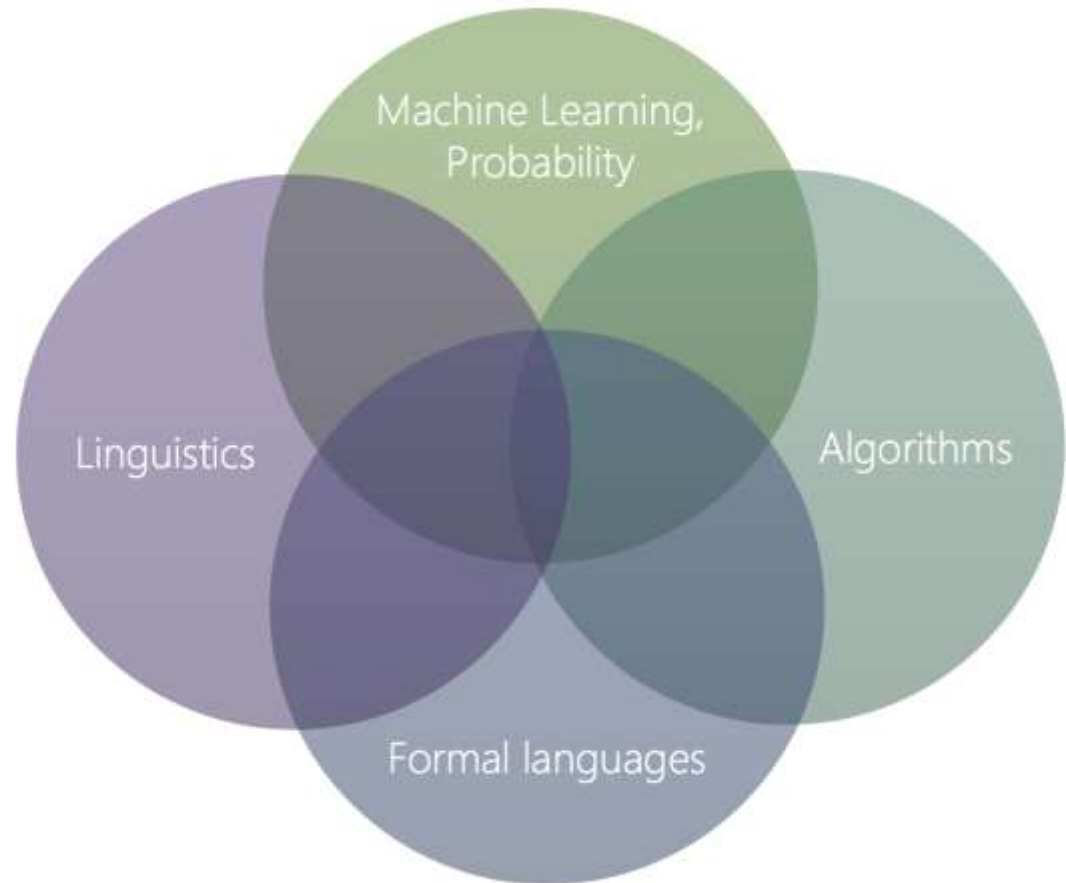 Machine Learning,
Probability
Linguistics
Algorithms
Formal languages